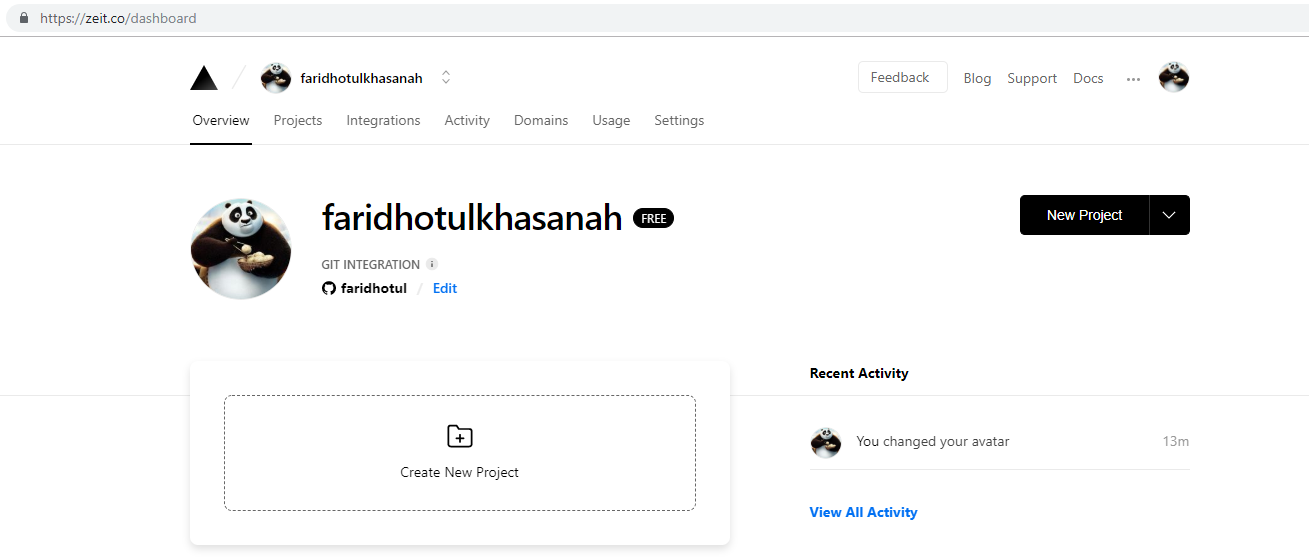 https://zeit.co/dashboard
faridhotulkhasanah
Feedback Blog Support Docs ...
Overview Projects Integrations Activity Domains Usage Settings
faridhotulkhasanah FREE
New Project
GIT INTEGRATION i
faridhotul / Edit
Recent Activity
Create New Project
You changed your avatar 13m
View All Activity